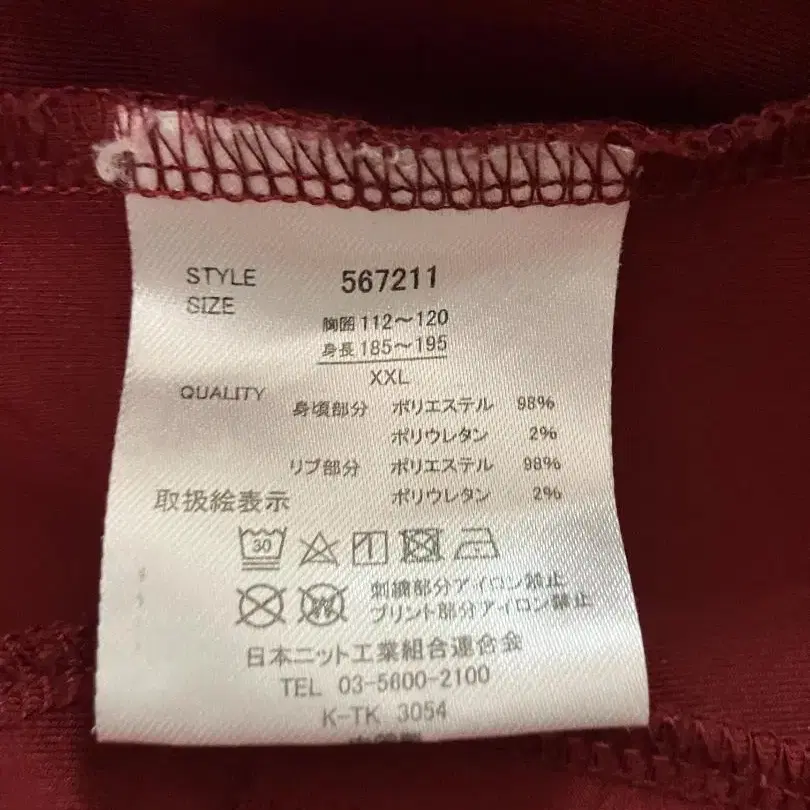 STYLE 567211
SIZE
胸囲 112～120
身長 185～195
XXL
QUALITY
身頃部分 ポリエステル 98%
ポリウレタン 2%
リブ部分 ポリエステル 98%
取扱絵表示 ポリウレタン 2%
30
W 刺繍部分アイロン禁止
プリント部分アイロン禁止
日本ニット工業組合連合会
TEL 03-5600-2100
K-TK 3054